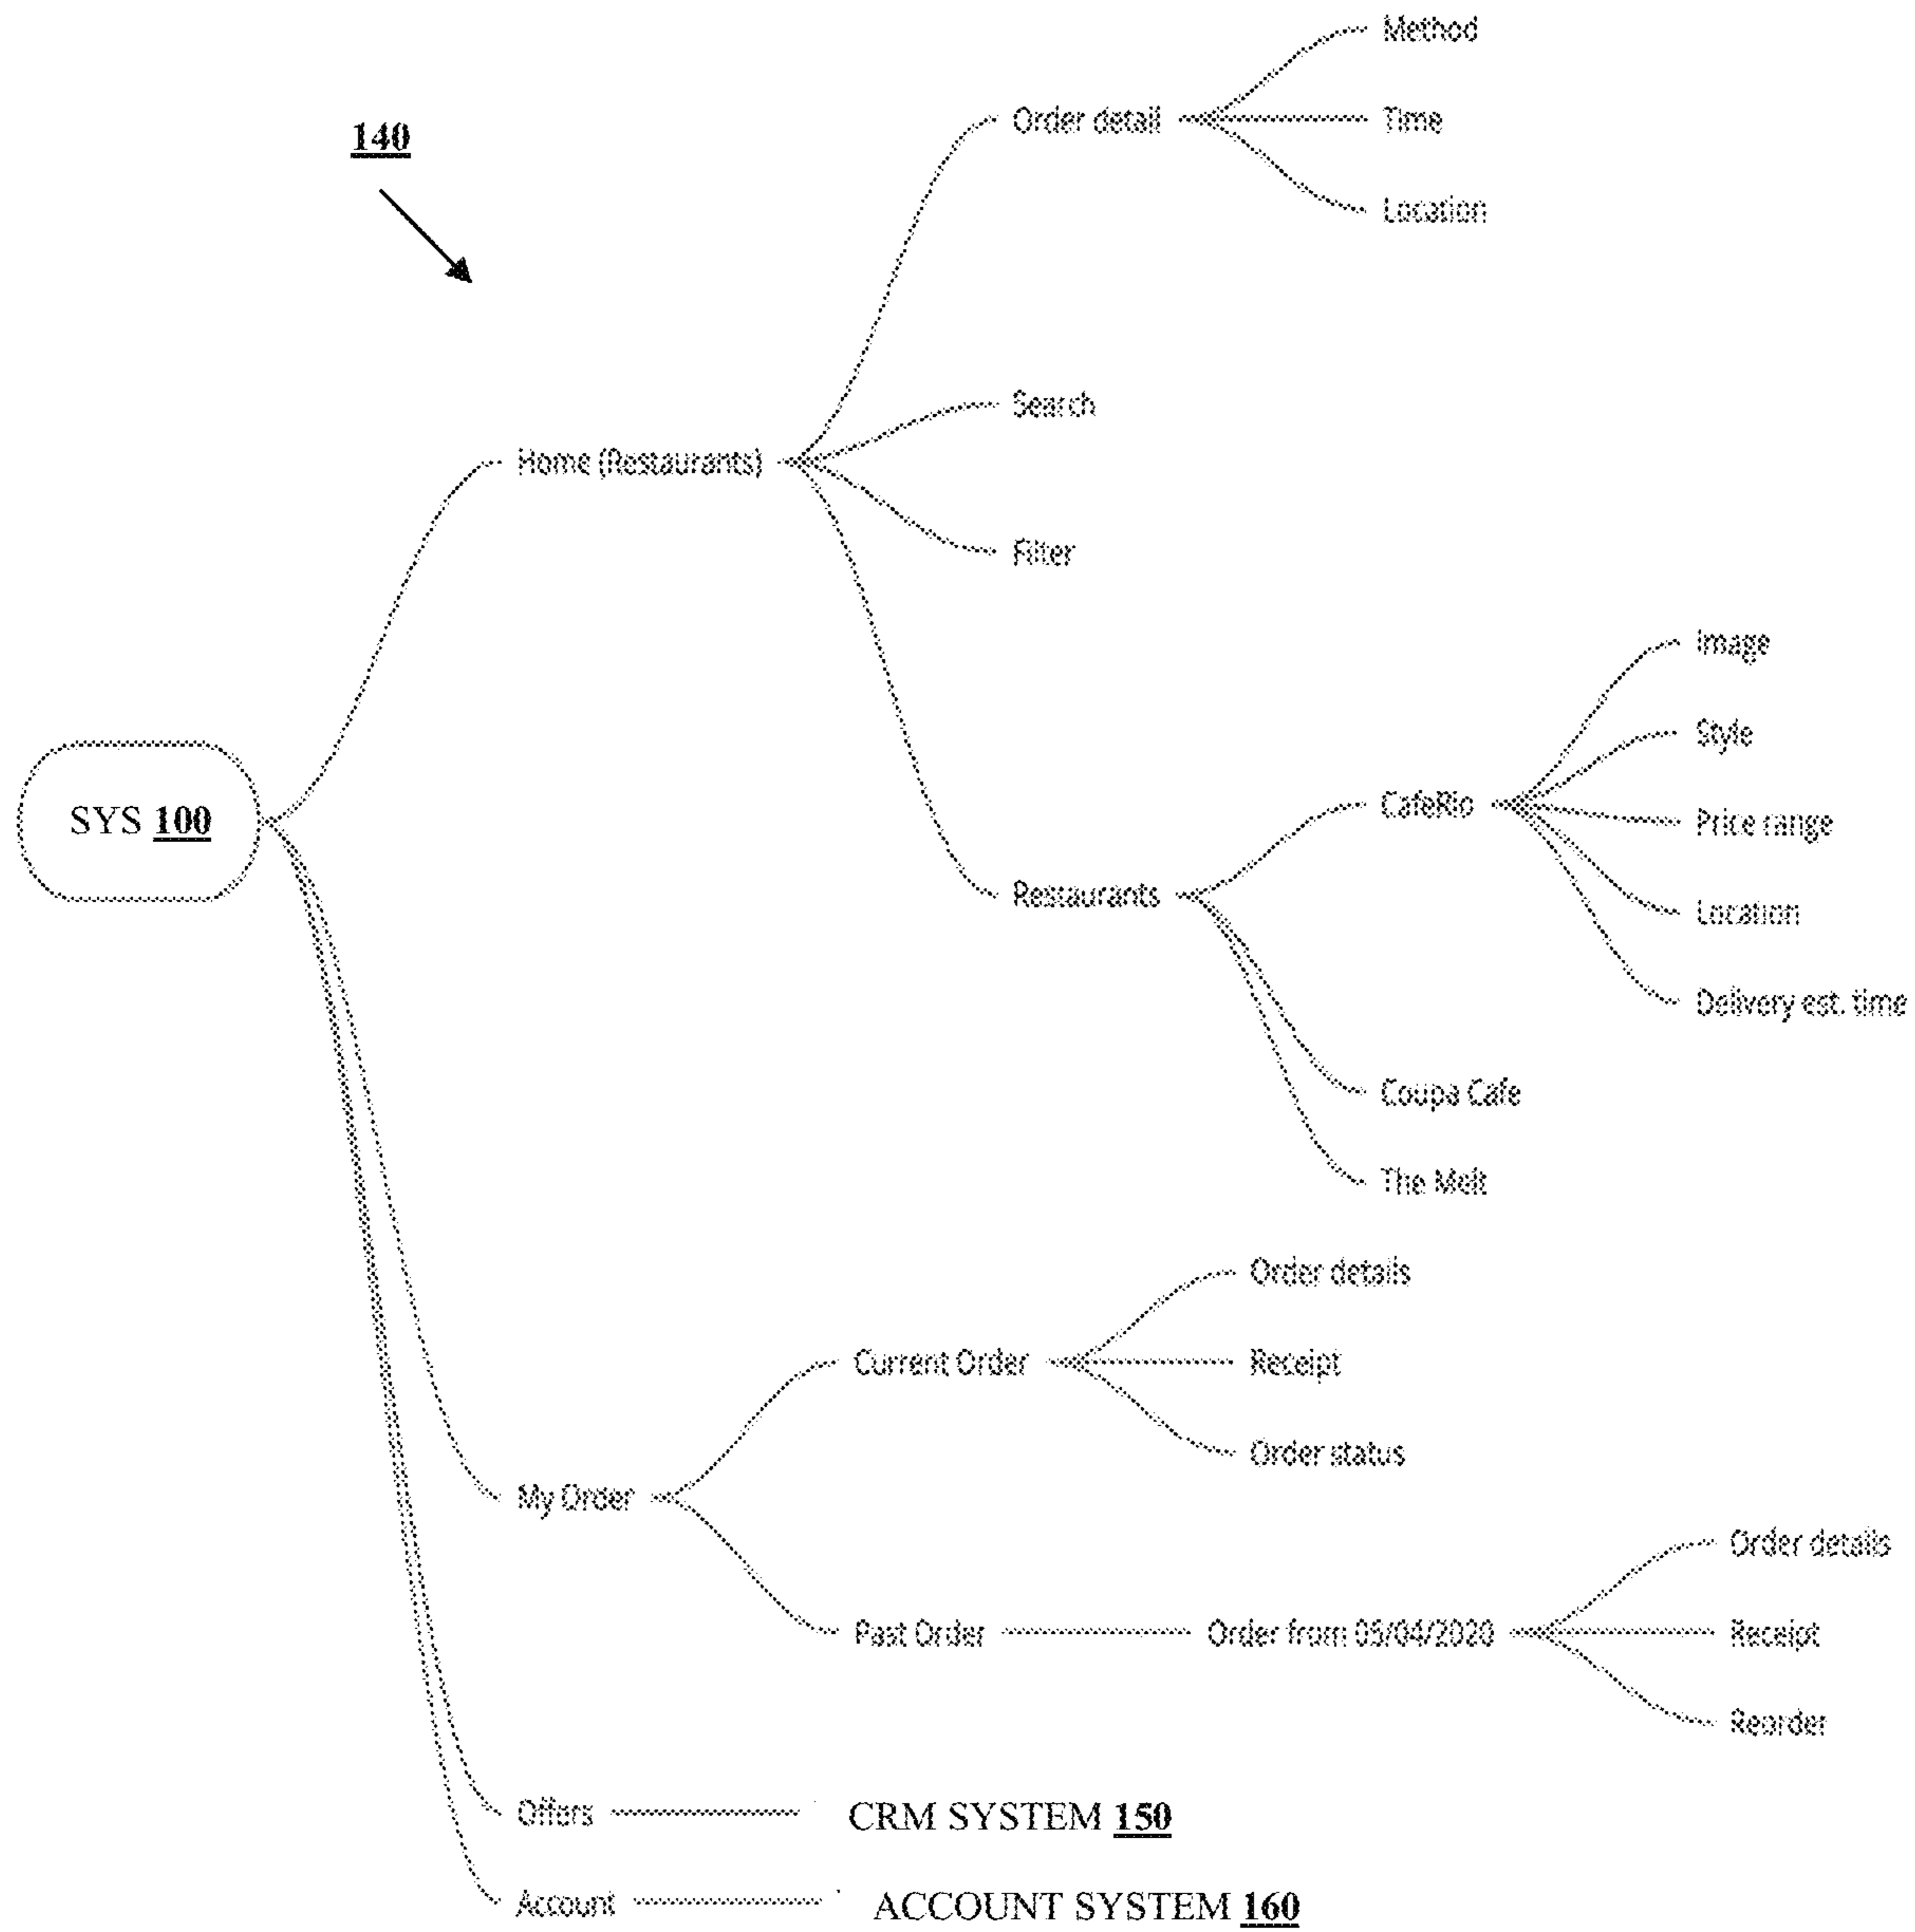 140
Method
Order detail
Time
Location
Search
Home (Restaurants)
Filter
Image
Style
SYS 100
CafeRio
Price range
Restaurants
Location
Delivery est. time
Coupa Cafe
The Melt
Order details
Current Order
Receipt
Order status
My Order
Order details
Past Order
Order from 05/04/2020
Receipt
Reorder
Offers
CRM SYSTEM 150
Account
ACCOUNT SYSTEM 160